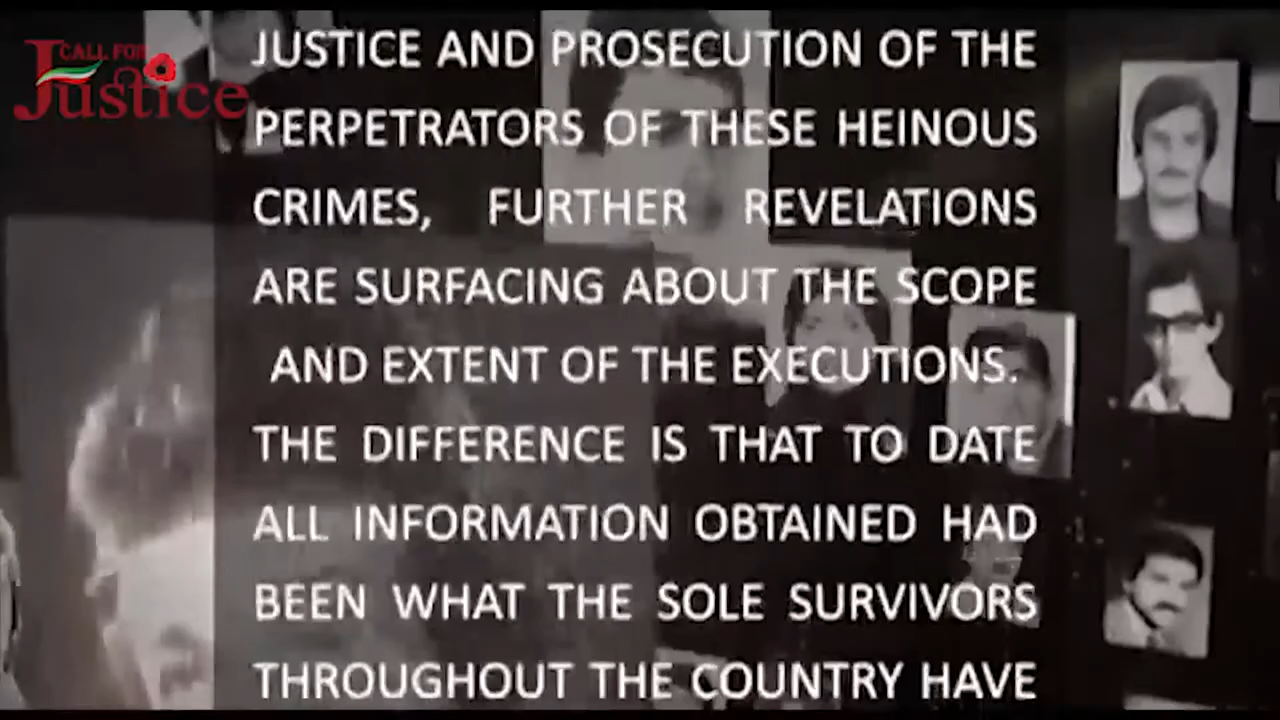 CALL FOR
Justice
JUSTICE AND PROSECUTION OF THE
PERPETRATORS OF THESE HEINOUS
CRIMES, FURTHER REVELATIONS
ARE SURFACING ABOUT THE SCOPE
AND EXTENT OF THE EXECUTIONS.
THE DIFFERENCE IS THAT TO DATE
ALL INFORMATION OBTAINED HAD
BEEN WHAT THE SOLE SURVIVORS
THROUGHOUT THE COUNTRY HAVE